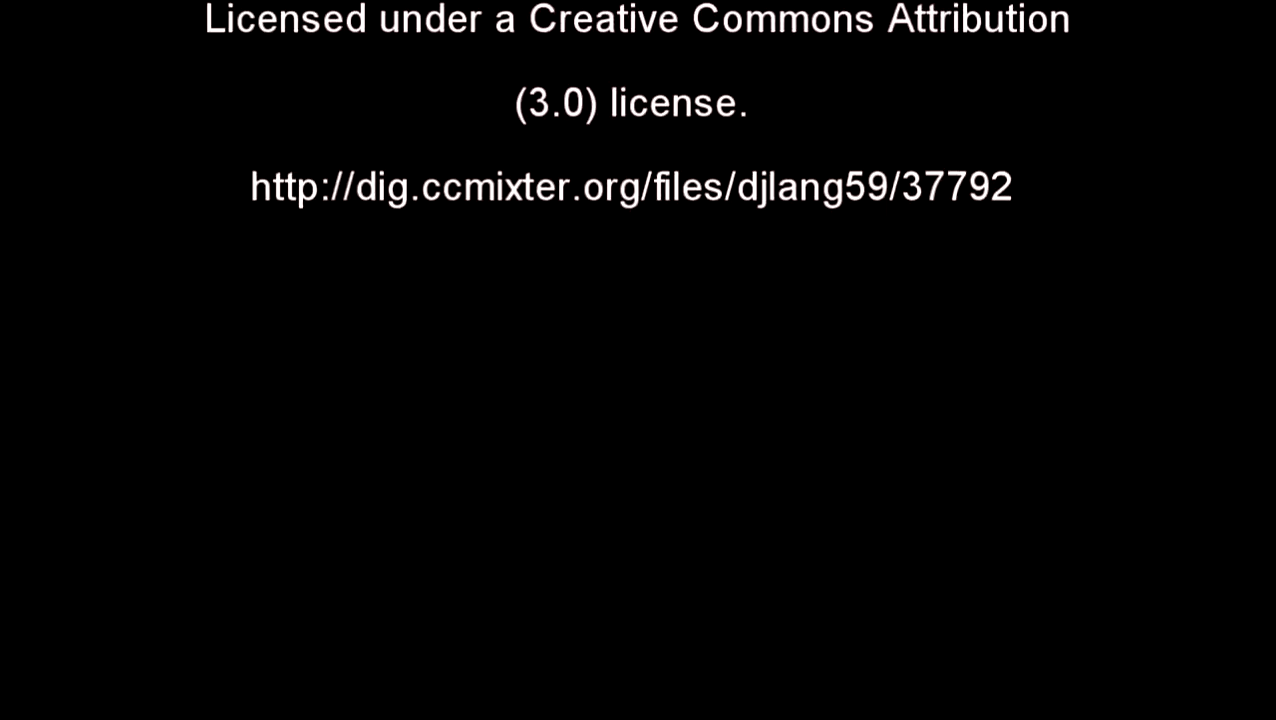 Licensed under a Creative Commons Attribution
(3.0) license.
http://dig.ccmixter.org/files/djlang59/37792